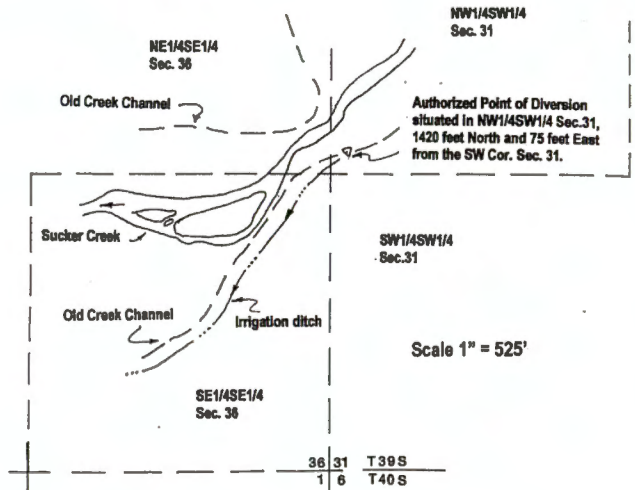 NW1/4SW1/4
Sec. 31
NE1/4SE1/4
Sec. 36
Old Creek Channel
Authorized Point of Diversion
situated in NW1/4SW1/4 Sec.31,
1420 feet North and 75 feet East
from the SW Cor. Sec. 31.
Sucker Creek
SW1/4SW1/4
Sec.31
Old Creek Channel
Irrigation ditch
Scale 1" = 525'
SE1/4SE1/4
Sec. 36
36 31 T39S
1 6 T40S